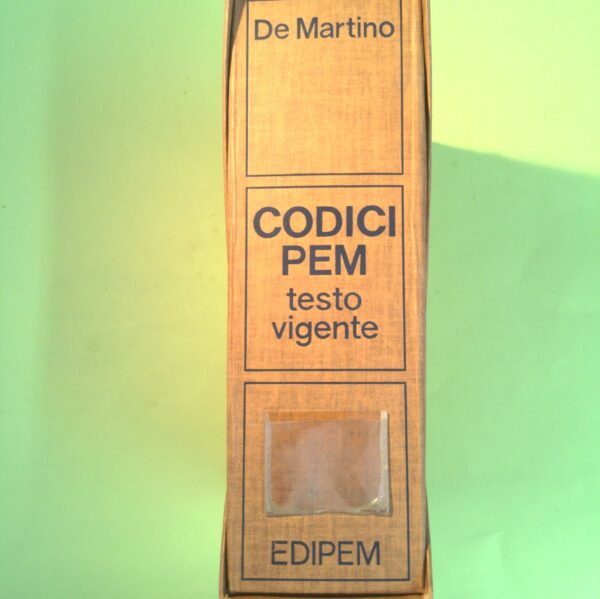 De Martino
CODICI
PEM
testo
vigente
EDIPEM